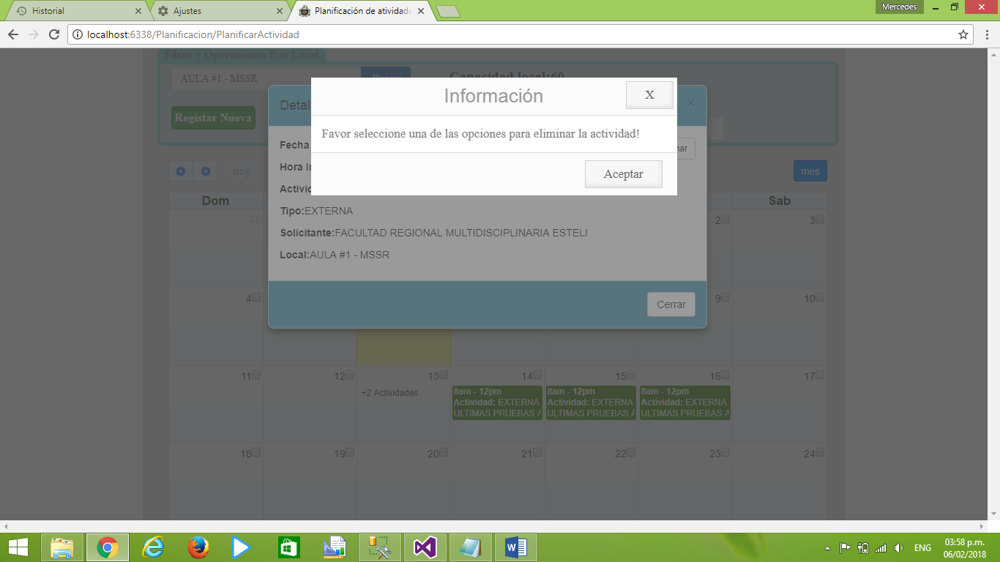 Historial
Ajustes
Planificación de atividade
Mercedes
localhost:6338/Planificacion/PlanificarActividad
Filtro y Operaciones Por Local
AULA #1 - MSSR
Capacidad local:60
Registar Nueva
Información
X
Favor seleccione una de las opciones para eliminar la actividad!
Aceptar
Detal
×
Fecha
nar
Hora In
Activid
Tipo:EXTERNA
Solicitante:FACULTAD REGIONAL MULTIDISCIPLINARIA ESTELI
Local:AULA #1 - MSSR
Cerrar
hoy
mes
Dom
Sab
28
2
3
4
9
10
11
12
13
14
15
16
17
+2 Actividades
8am - 12pm
Actividad: EXTERNA
ULTIMAS PRUEBAS A
8am - 12pm
Actividad: EXTERNA
ULTIMAS PRUEBAS A
8am - 12pm
Actividad: EXTERNA
ULTIMAS PRUEBAS A
18
19
20
21
22
23
24
ENG
03:58 p.m.
06/02/2018